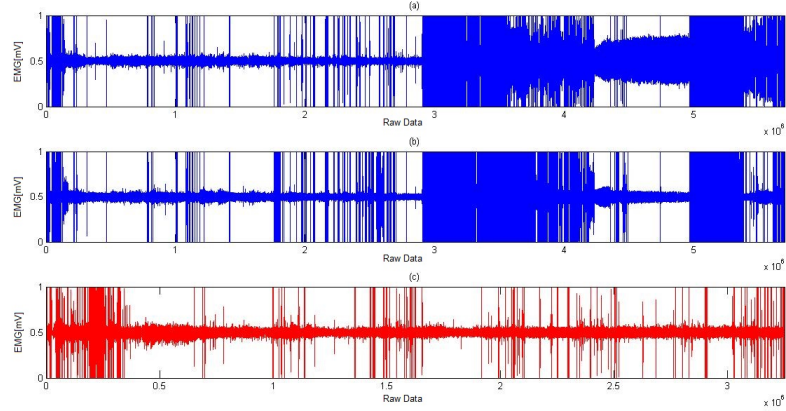 (a)
EMG[mV]
1
0.5
0
0 1 2 3 4 5
Raw Data
x 10^6
(b)
EMG[mV]
1
0.5
0
0 1 2 3 4 5
Raw Data
x 10^6
(c)
EMG[mV]
1
0.5
0
0 0.5 1 1.5 2 2.5 3
Raw Data
x 10^6